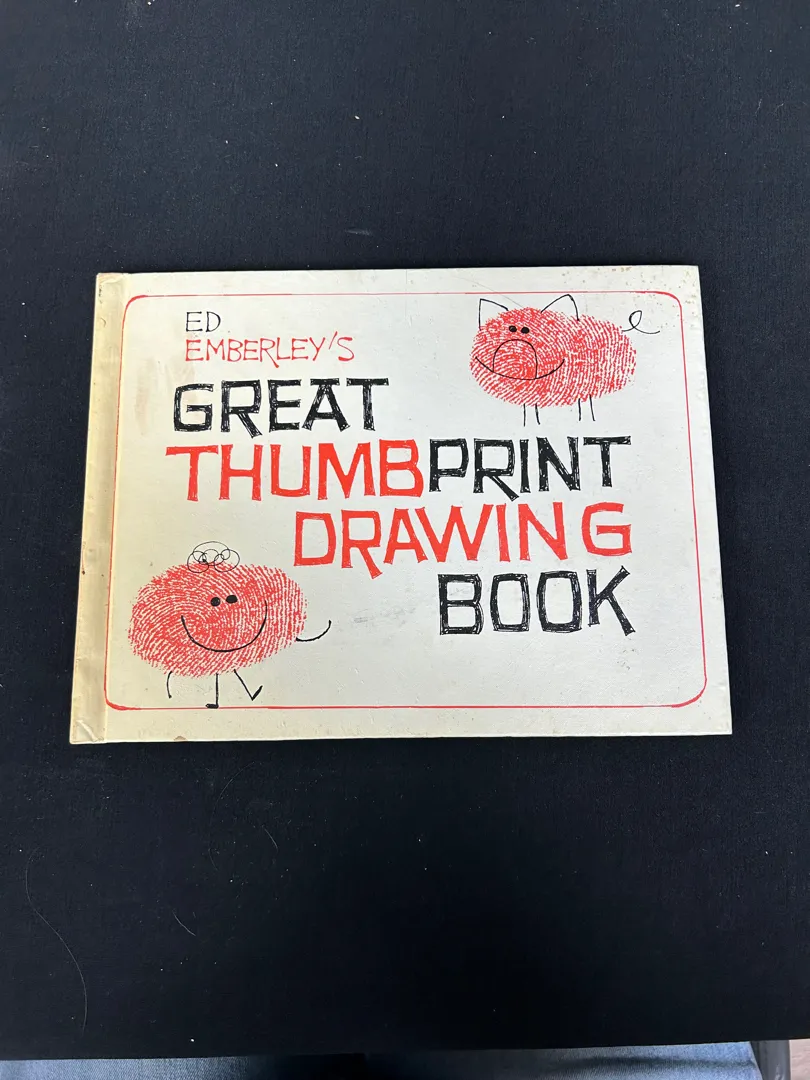 ED
EMBERLEY'S
GREAT
THUMBPRINT
DRAWING
BOOK